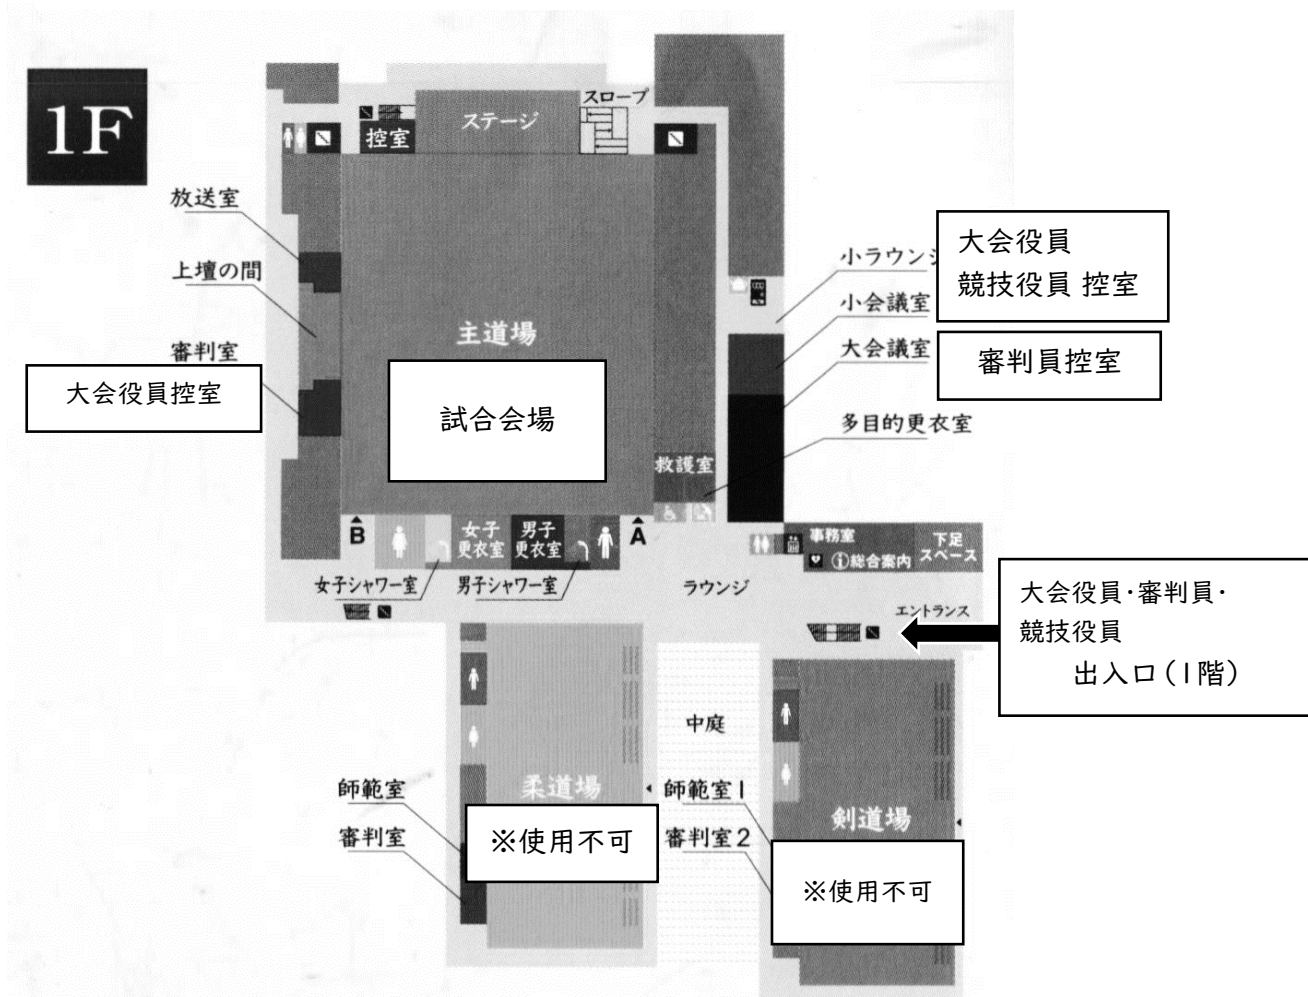 1F
スロープ
ステージ
控室
放送室
上壇の間
審判室
大会役員控室
主道場
試合会場
小ラウンジ
大会役員
競技役員 控室
小会議室
大会議室
審判員控室
多目的更衣室
救護室
B
女子
更衣室
男子
更衣室
A
事務室
総合案内
下足
スペース
女子シャワー室
男子シャワー室
ラウンジ
エントランス
大会役員・審判員・
競技役員
出入口(1階)
中庭
柔道場
※使用不可
師範室
審判室
師範室1
審判室2
剣道場
※使用不可